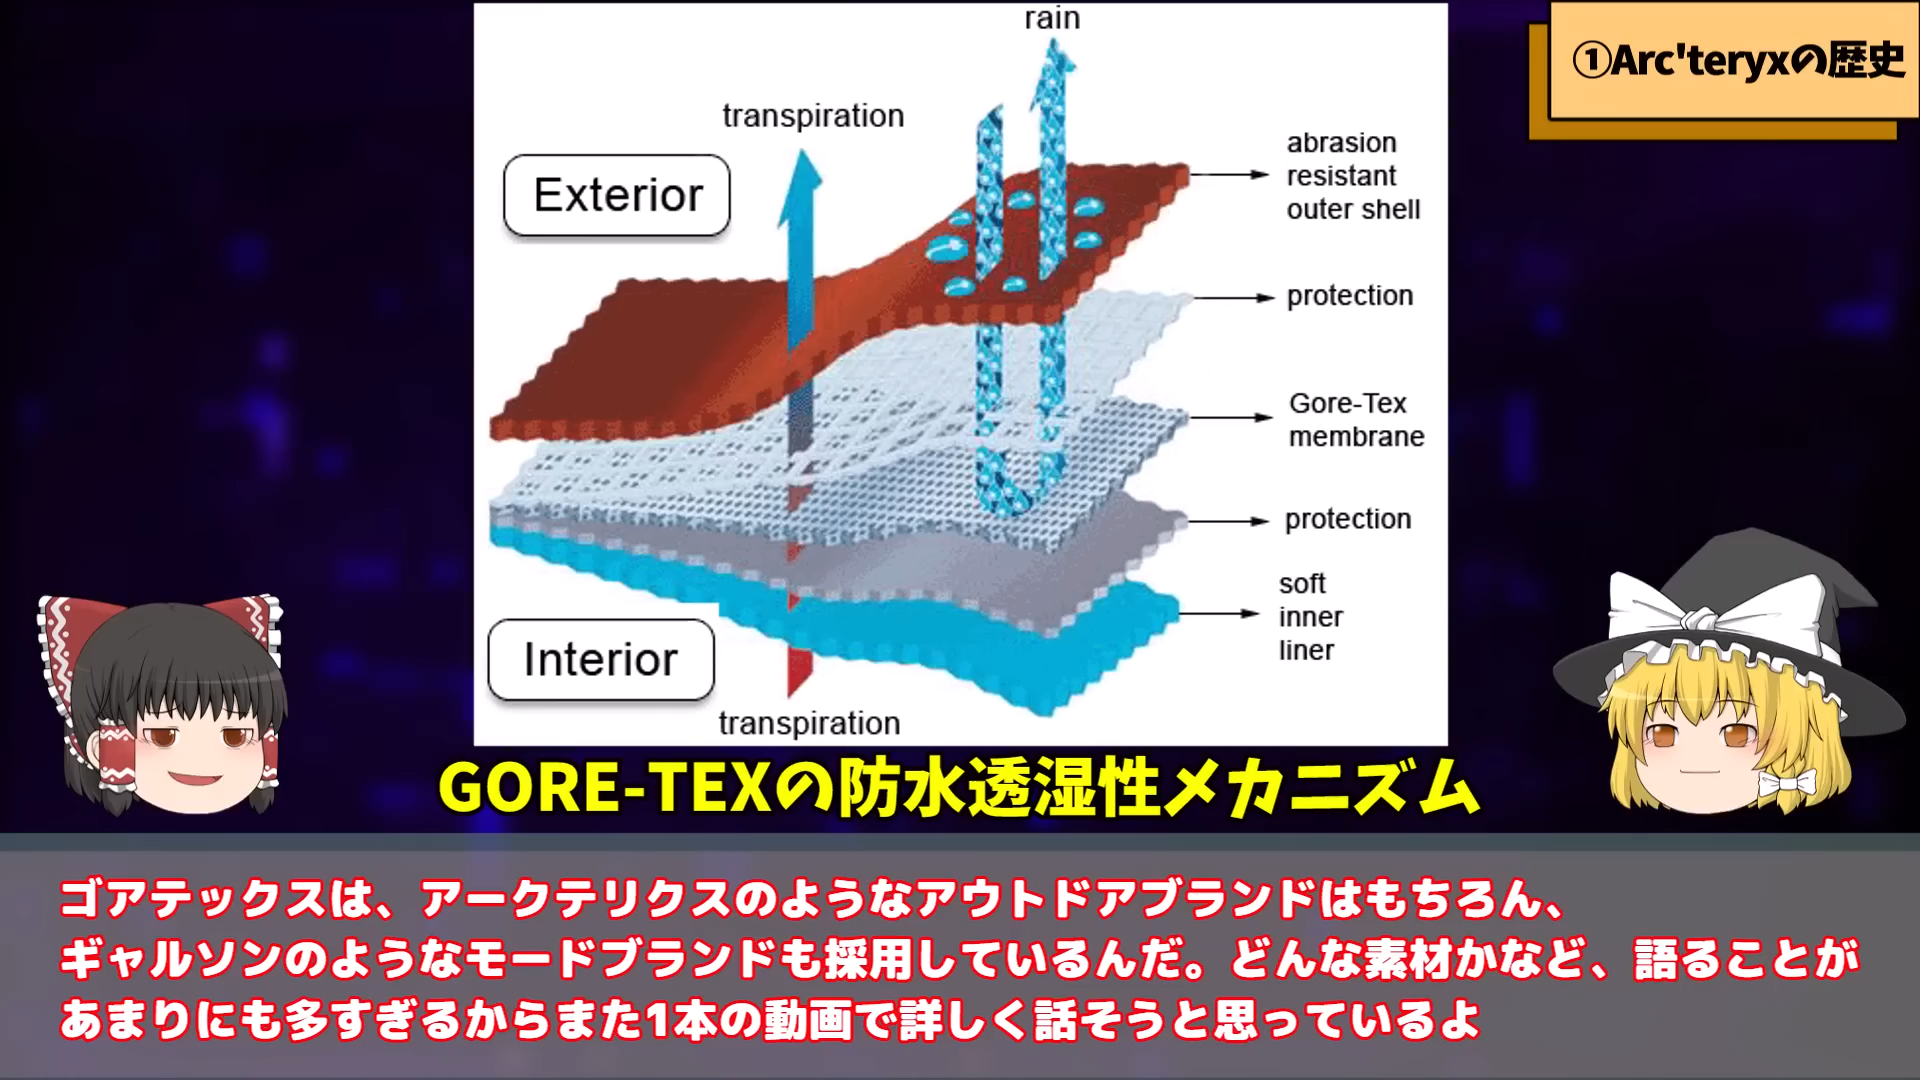 rain
①Arc'teryxの歴史
transpiration
Exterior
abrasion
resistant
outer shell
protection
Gore-Tex
membrane
protection
soft
inner
liner
Interior
transpiration
GORE-TEXの防水透湿性メカニズム
ゴアテックスは、アークテリクスのようなアウトドアブランドはもちろん、
ギャルソンのようなモードブランドも採用しているんだ。どんな素材かなど、語ることが
あまりにも多すぎるからまた1本の動画で詳しく話そうと思っているよ